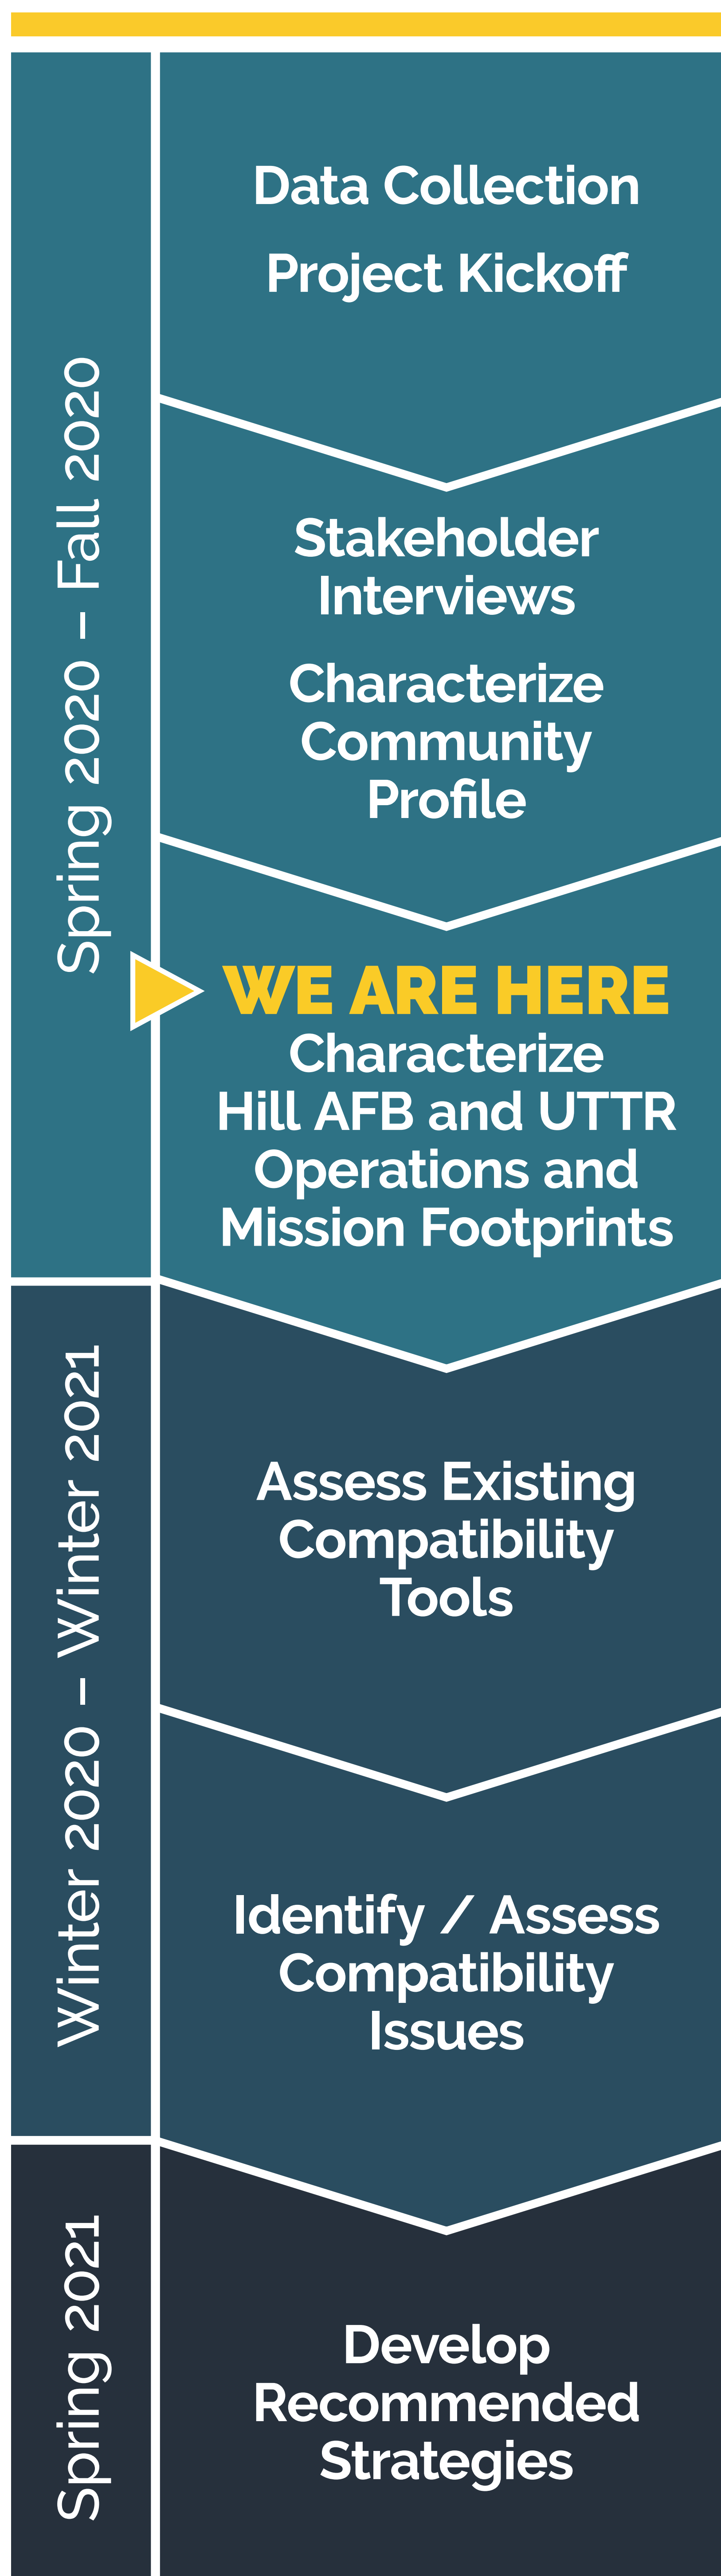 Spring 2020 – Fall 2020
Data Collection
Project Kickoff
Stakeholder
Interviews
Characterize
Community
Profile
WE ARE HERE
Characterize
Hill AFB and UTTR
Operations and
Mission Footprints
Winter 2020 – Winter 2021
Assess Existing
Compatibility
Tools
Identify / Assess
Compatibility
Issues
Spring 2021
Develop
Recommended
Strategies